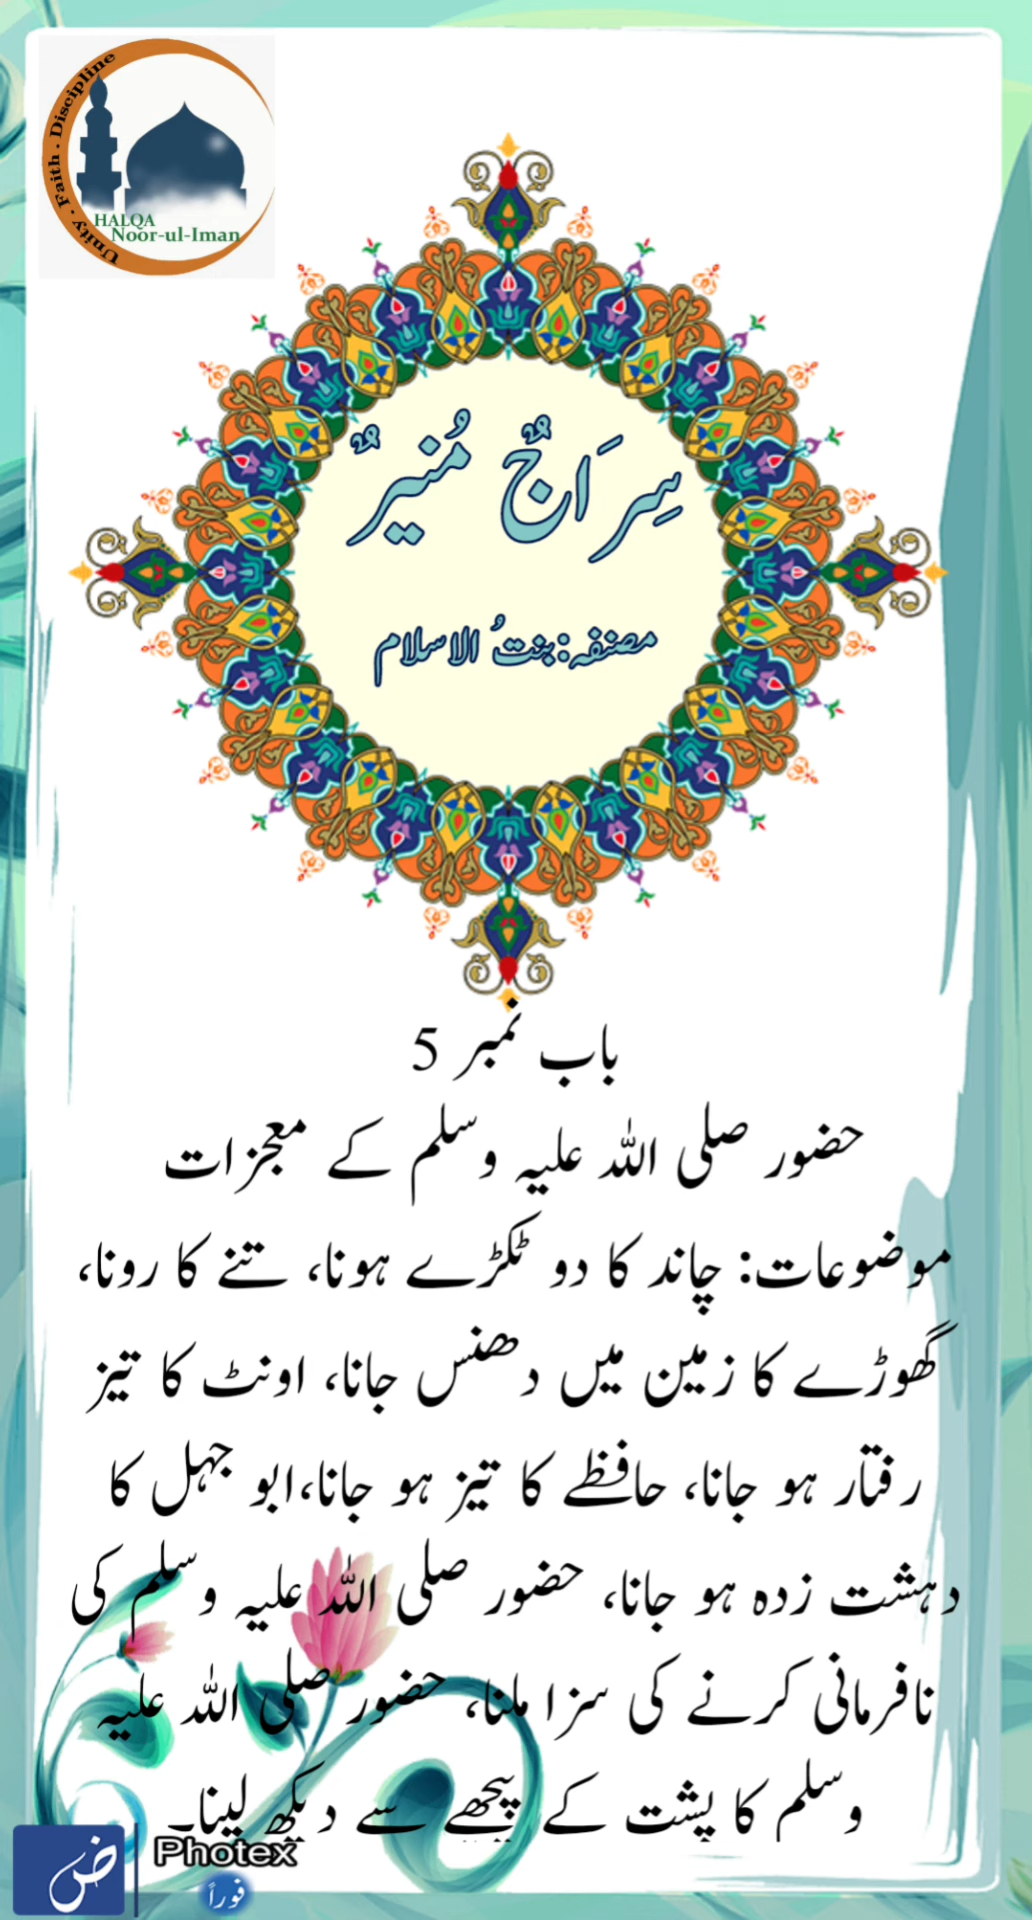 Unity . Faith . Discipline
HALQA
Noor-ul-Iman
سِرَاجٌ مُنیرٌ
مصنفہ: بنتُ الاسلام
باب نمبر 5
حضور صلی اللہ علیہ وسلم کے معجزات
موضوعات: چاند کا دو ٹکڑے ہونا، تنے کا رونا،
گھوڑے کا زمین میں دھنس جانا، اونٹ کا تیز
رفتار ہو جانا، حافظے کا تیز ہو جانا،ابو جہل کا
دہشت زدہ ہو جانا، حضور صلی اللہ علیہ وسلم کی
نافرمانی کرنے کی سزا ملنا، حضور صلی اللہ علیہ
وسلم کا پشت کے پیچھے سے دیکھ لینا۔
ض
Photex
فوراً